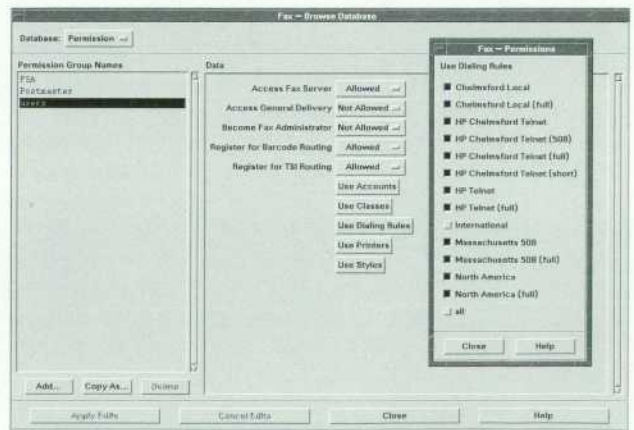 Fax — Browse Database
Database: Permission
Permission Group Names
FSA
Postmaster
users
Add...
Copy As...
Delete
Data
Access Fax Server Allowed
Access General Delivery Not Allowed
Become Fax Administrator Not Allowed
Register for Barcode Routing Allowed
Register for TSI Routing Allowed
Use Accounts
Use Classes
Use Dialing Rules
Use Printers
Use Styles
Fax — Permissions
Use Dialing Rules
Chelmsford Local
Chelmsford Local (full)
HP Chelmsford Telnet
HP Chelmsford Telnet (508)
HP Chelmsford Telnet (full)
HP Chelmsford Telnet (short)
HP Telnet
HP Telnet (full)
International
Massachusetts 508
Massachusetts 508 (full)
North America
North America (full)
all
Close
Help
Apply Edits
Cancel Edits
Close
Help